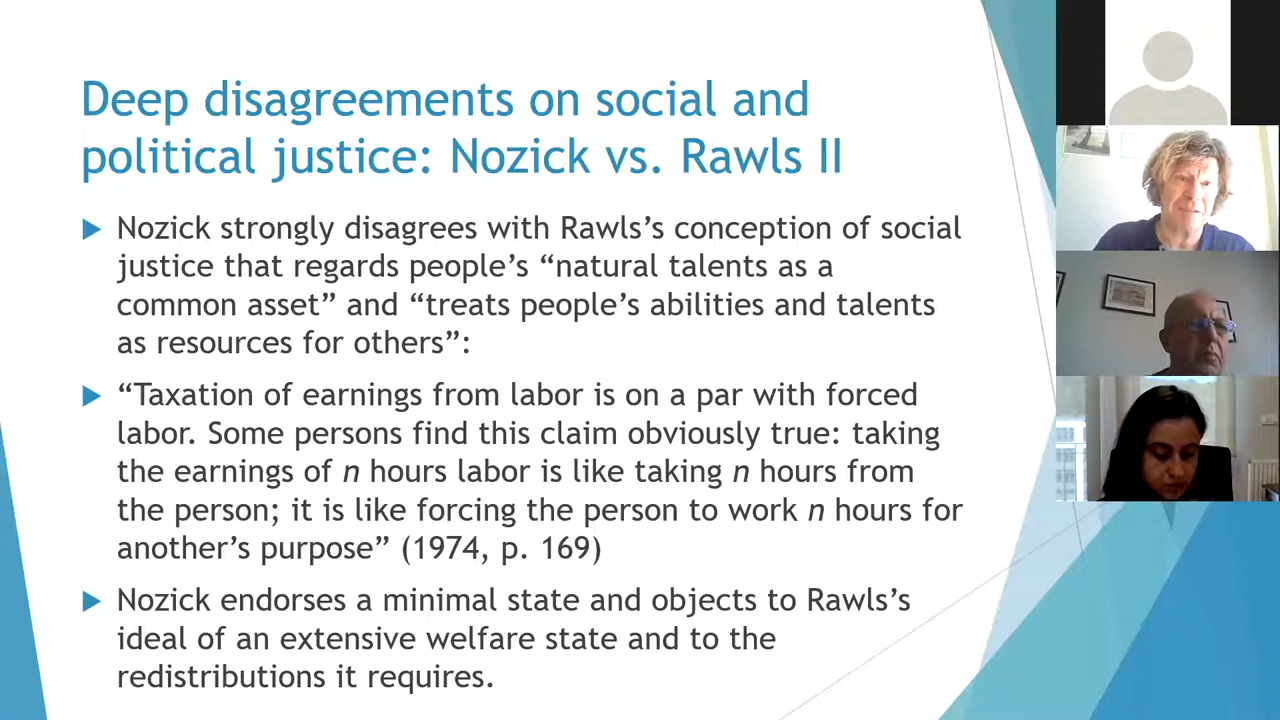 Deep disagreements on social and
political justice: Nozick vs. Rawls II
Nozick strongly disagrees with Rawls’s conception of social
justice that regards people’s “natural talents as a
common asset” and “treats people’s abilities and talents
as resources for others”:
“Taxation of earnings from labor is on a par with forced
labor. Some persons find this claim obviously true: taking
the earnings of n hours labor is like taking n hours from
the person; it is like forcing the person to work n hours for
another’s purpose” (1974, p. 169)
Nozick endorses a minimal state and objects to Rawls’s
ideal of an extensive welfare state and to the
redistributions it requires.